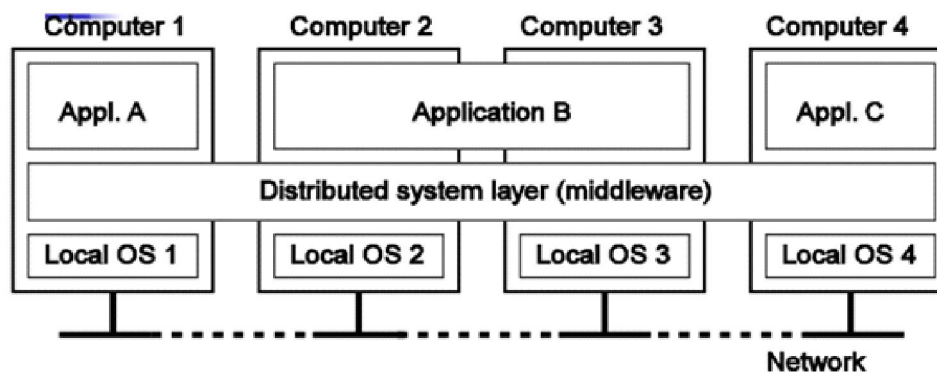 Computer 1 Computer 2 Computer 3 Computer 4
Appl. A Application B Appl. C
Distributed system layer (middleware)
Local OS 1 Local OS 2 Local OS 3 Local OS 4
Network